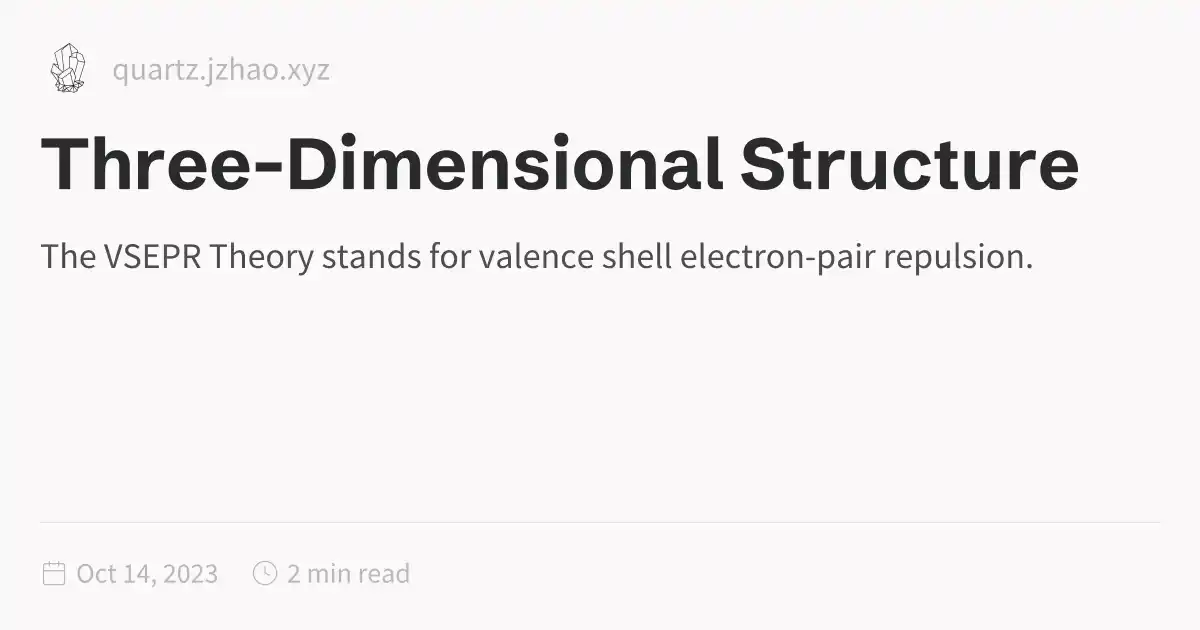 quartz.jzhao.xyz
Three-Dimensional Structure
The VSEPR Theory stands for valence shell electron-pair repulsion.
Oct 14, 2023 2 min read